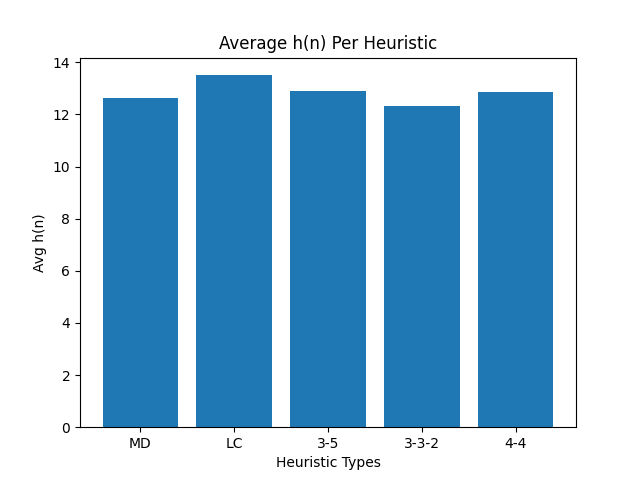 Average h(n) Per Heuristic
14
12
10
8
6
4
2
0
Avg h(n)
MD LC 3-5 3-3-2 4-4
Heuristic Types